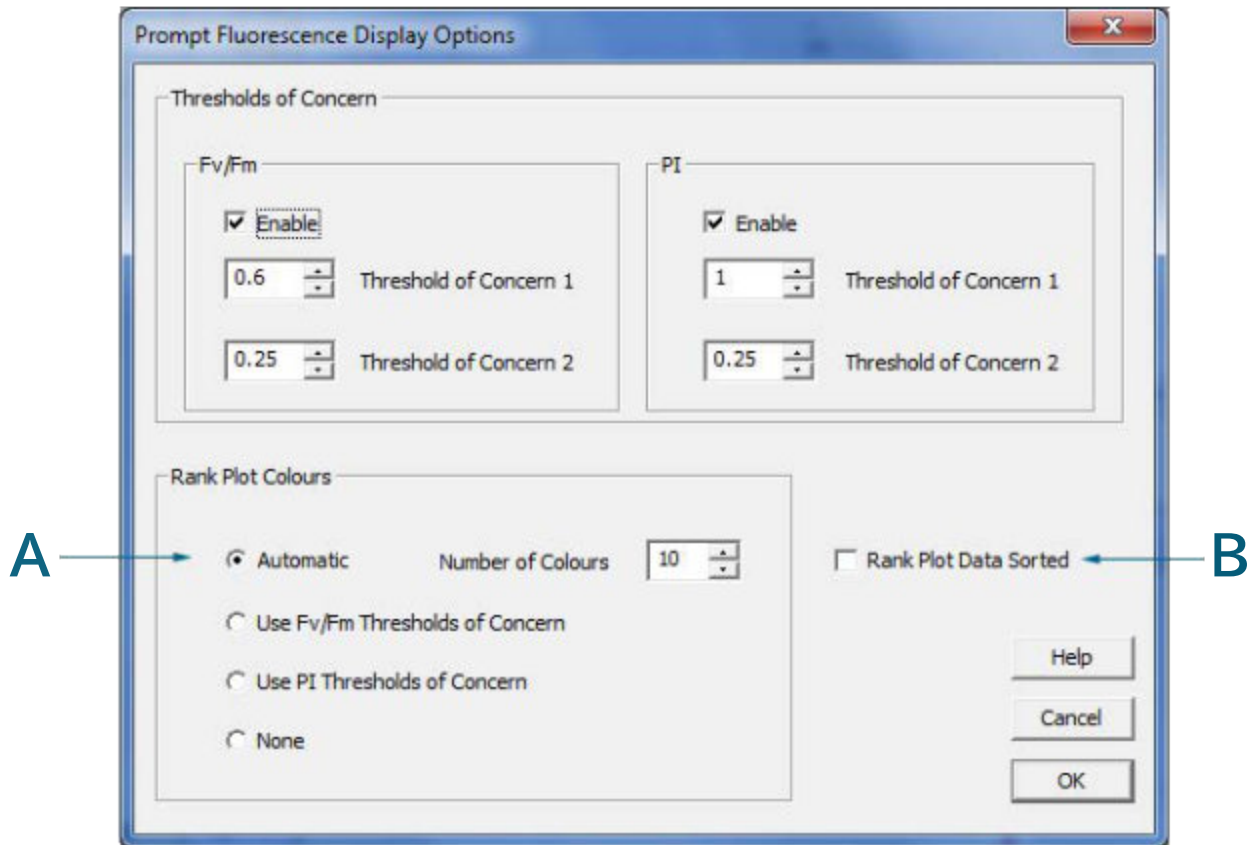 Prompt Fluorescence Display Options
Thresholds of Concern
Fv/Fm
Enable
0.6 Threshold of Concern 1
0.25 Threshold of Concern 2
PI
Enable
1 Threshold of Concern 1
0.25 Threshold of Concern 2
Rank Plot Colours
A
Automatic Number of Colours 10
Use Fv/Fm Thresholds of Concern
Use PI Thresholds of Concern
None
Rank Plot Data Sorted
B
Help
Cancel
OK